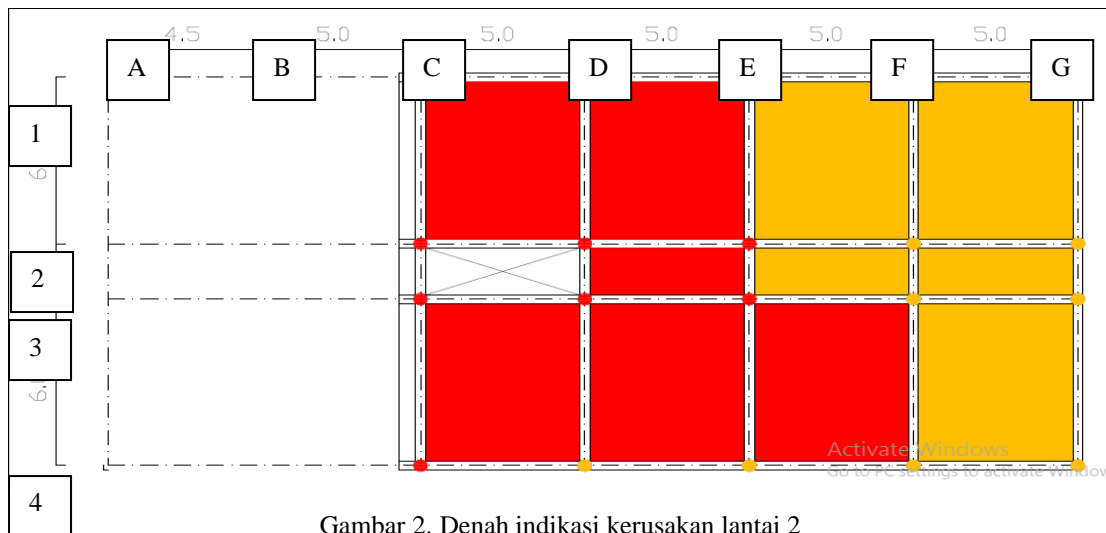 4.5 5.0 5.0 5.0 5.0 5.0
A B C D E F G
1
2
3
4
Activate Windows
Go to PC settings to activate Window
Gambar 2. Denah indikasi kerusakan lantai 2